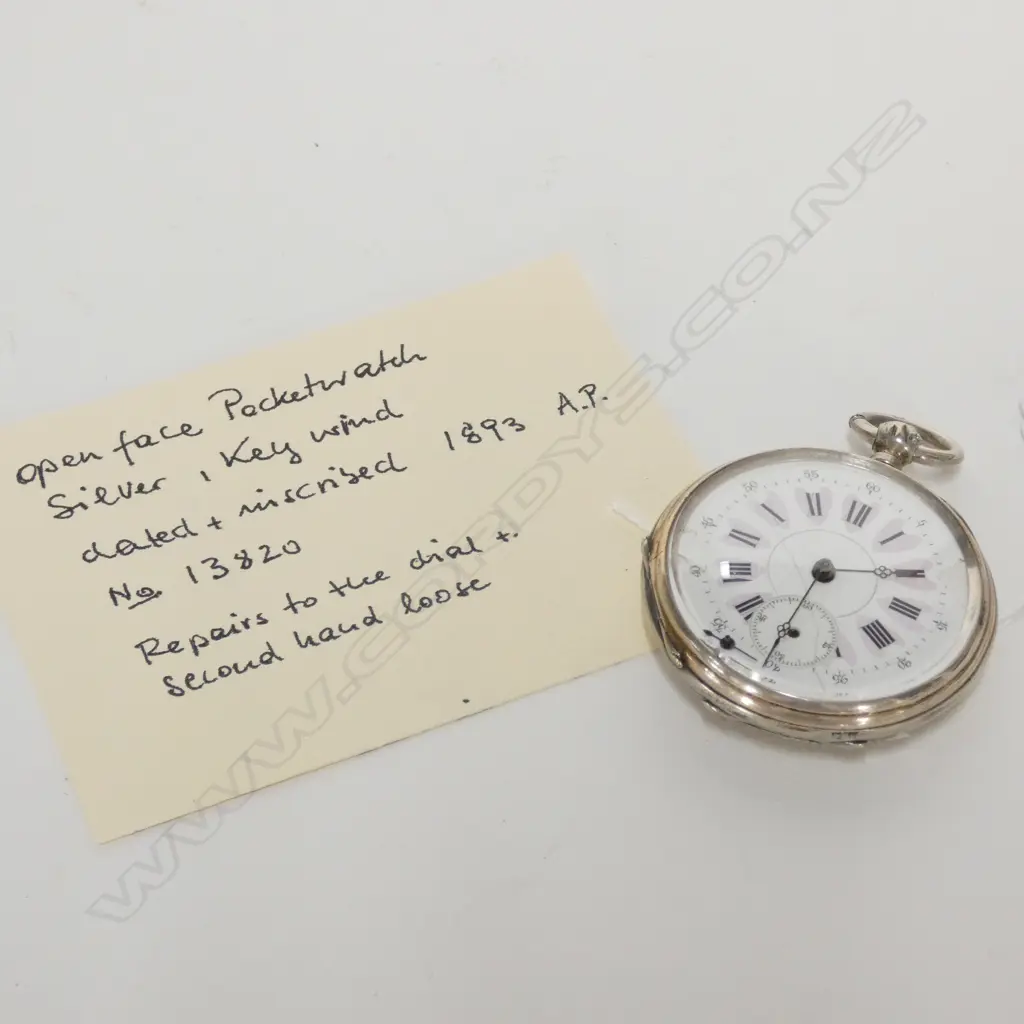 open face Pocketwatch
Silver, Key wind
dated + inscribed 1893 A.P.
No 13820
Repairs to the dial +
second hand loose
WWW.CORDYS.CO.NZ